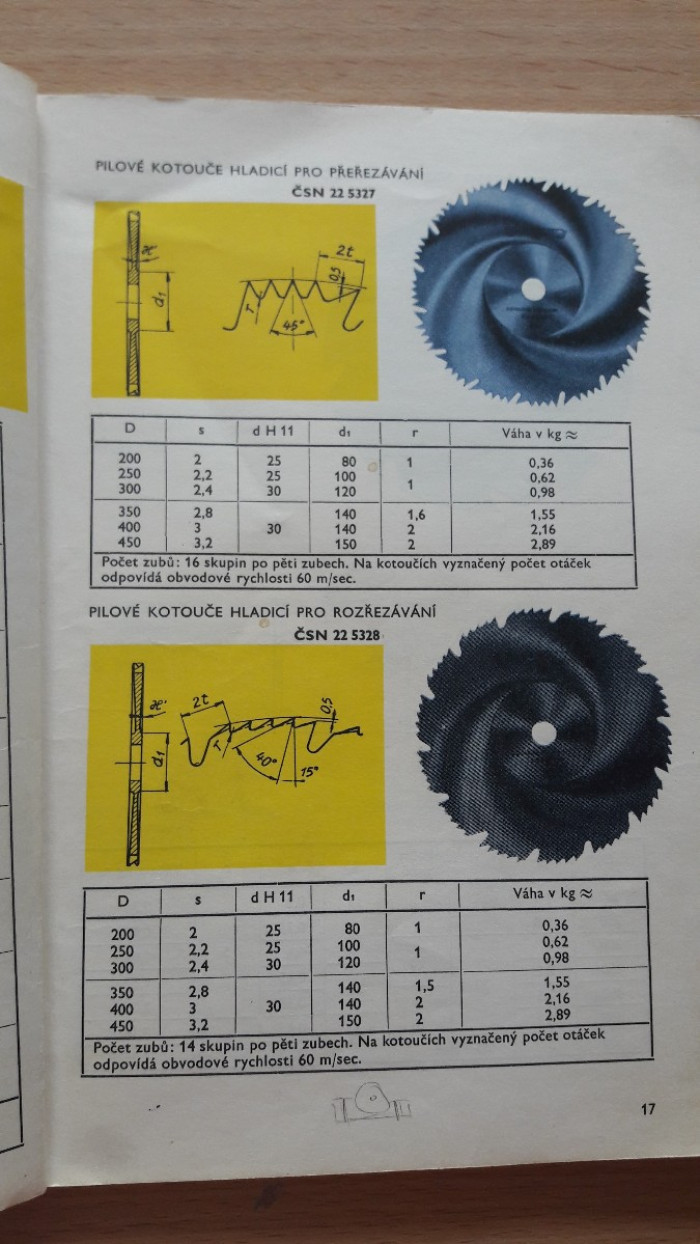 PILOVÉ KOTOUČE HLADICÍ PRO PŘEŘEZÁVÁNÍ
ČSN 22 5327
ϰ
d₁
r
45°
0,5
2t
D s d H 11 d₁ r Váha v kg ≈
200 2 25 80 1 0,36
250 2,2 25 100 0,62
300 2,4 30 120 1 0,98
350 2,8 140 1,6 1,55
400 3 30 140 2 2,16
450 3,2 150 2 2,89
Počet zubů: 16 skupin po pěti zubech. Na kotoučích vyznačený počet otáček
odpovídá obvodové rychlosti 60 m/sec.
PILOVÉ KOTOUČE HLADICÍ PRO ROZŘEZÁVÁNÍ
ČSN 22 5328
ϰ
d₁
2t
r
40°
15°
0,5
D s d H 11 d₁ r Váha v kg ≈
200 2 25 80 1 0,36
250 2,2 25 100 0,62
300 2,4 30 120 1 0,98
350 2,8 140 1,5 1,55
400 3 30 140 2 2,16
450 3,2 150 2 2,89
Počet zubů: 14 skupin po pěti zubech. Na kotoučích vyznačený počet otáček
odpovídá obvodové rychlosti 60 m/sec.
17